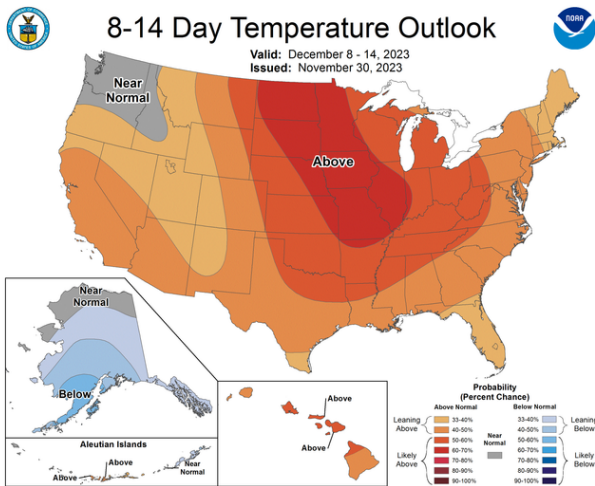 8-14 Day Temperature Outlook
Valid: December 8 - 14, 2023
Issued: November 30, 2023
NOAA
Near
Normal
Above
Near
Normal
Below
Aleutian Islands
Above
Above
Near
Normal
Above
Above
Probability
(Percent Chance)
Above Normal
Below Normal
Leaning
Above
33-40%
40-50%
50-60%
Likely
Above
60-70%
70-80%
80-90%
90-100%
Near
Normal
33-40%
40-50%
50-60%
Leaning
Below
60-70%
70-80%
80-90%
90-100%
Likely
Below